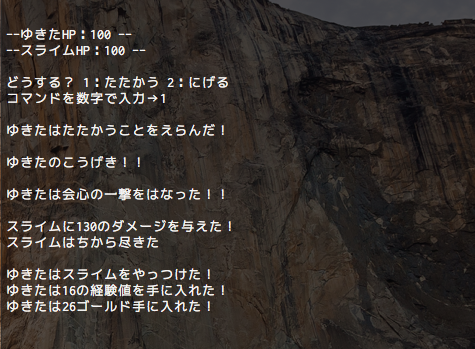 --ゆきたHP：100 --
--スライムHP：100 --
どうする？ 1：たたかう 2：にげる
コマンドを数字で入力→1
ゆきたはたたかうことをえらんだ！
ゆきたのこうげき！！
ゆきたは会心の一撃をはなった！！
スライムに130のダメージを与えた！
スライムはちから尽きた
ゆきたはスライムをやっつけた！
ゆきたは16の経験値を手に入れた！
ゆきたは26ゴールド手に入れた！